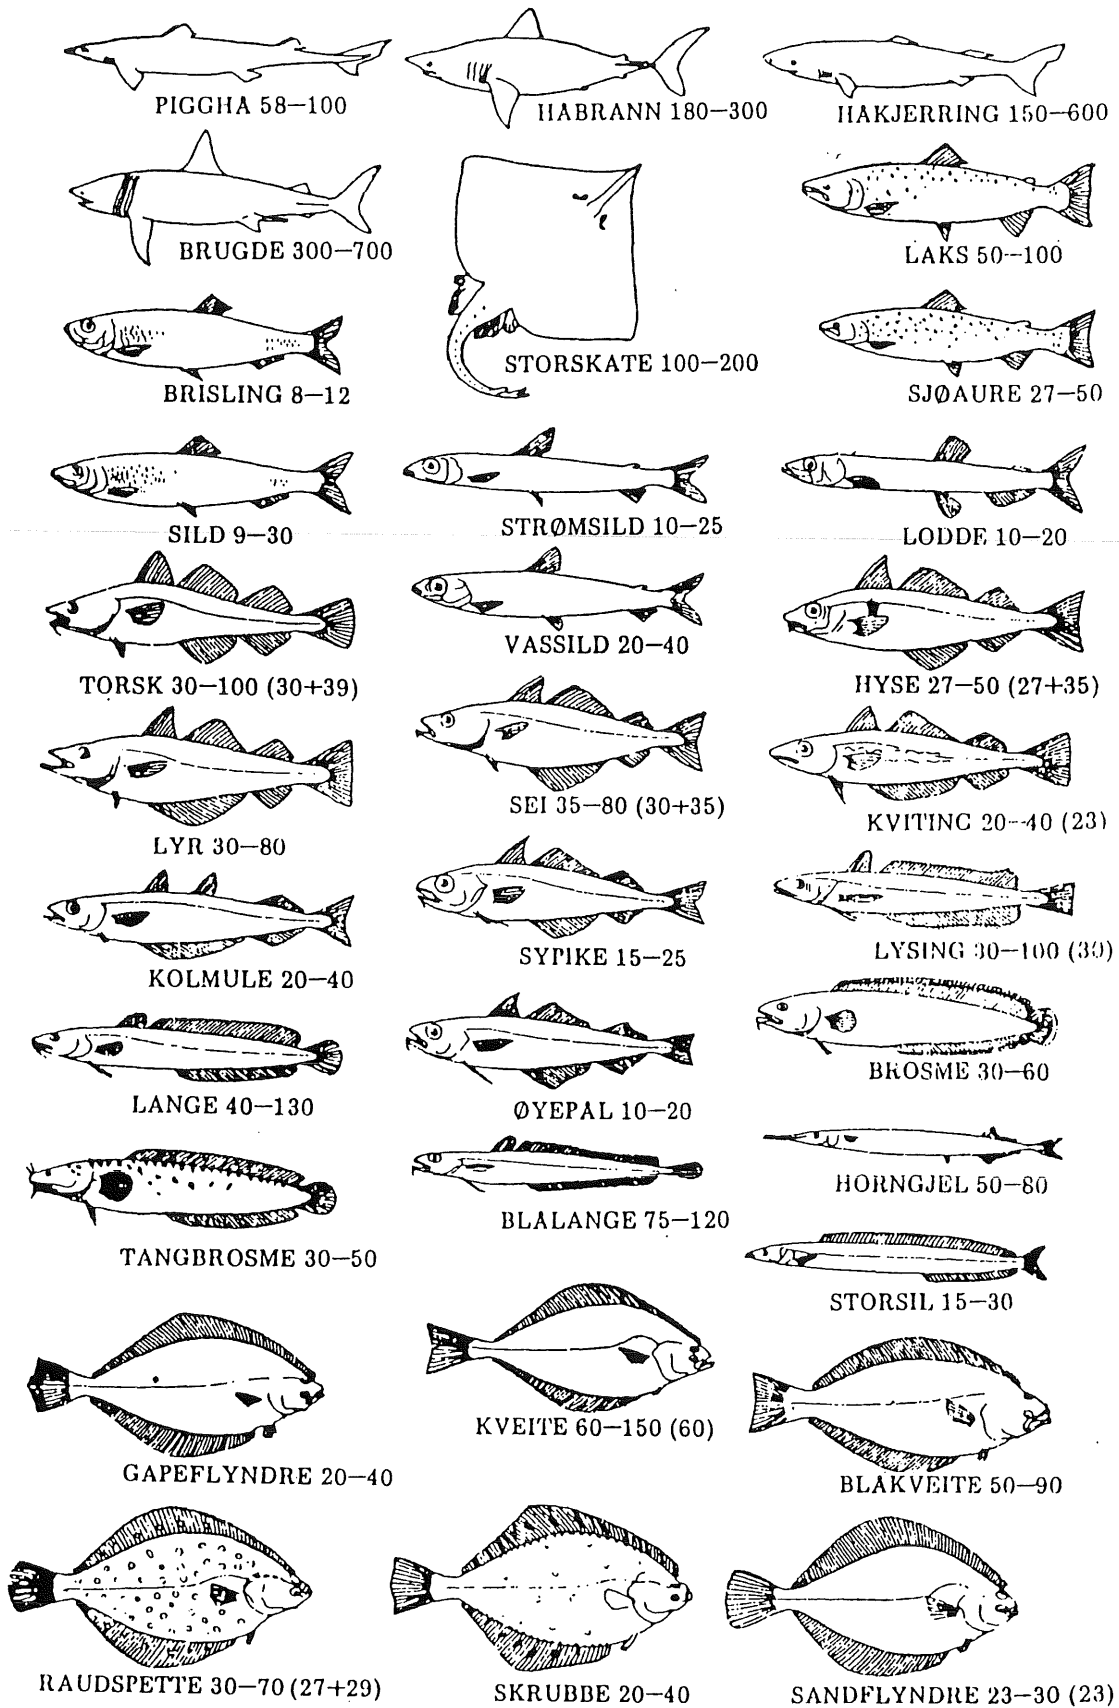 PIGGHA 58—100
HABRANN 180—300
HAKJERRING 150—600
BRUGDE 300—700
LAKS 50—100
STORSKATE 100—200
BRISLING 8—12
SJØAURE 27—50
SILD 9—30
STRØMSILD 10—25
LODDE 10—20
TORSK 30—100 (30+39)
VASSILD 20—40
HYSE 27—50 (27+35)
LYR 30—80
SEI 35—80 (30+35)
KVITING 20—40 (23)
KOLMULE 20—40
SYPIKE 15—25
LYSING 30—100 (30)
LANGE 40—130
ØYEPAL 10—20
BROSME 30—60
TANGBROSME 30—50
BLALANGE 75—120
HORNGJEL 50—80
STORSIL 15—30
GAPEFLYNDRE 20—40
KVEITE 60—150 (60)
BLAKVEITE 50—90
RAUDSPETTE 30—70 (27+29)
SKRUBBE 20—40
SANDFLYNDRE 23—30 (23)